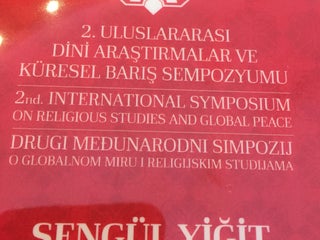 2. ULUSLARARASI
DİNİ ARAŞTIRMALAR VE
KÜRESEL BARIŞ SEMPOZYUMU
2nd. INTERNATIONAL SYMPOSIUM
ON RELIGIOUS STUDIES AND GLOBAL PEACE
DRUGI MEĐUNARODNI SIMPOZIJ
O GLOBALNOM MIRU I RELIGIJSKIM STUDIJAMA
ŞENGÜL YİĞİT